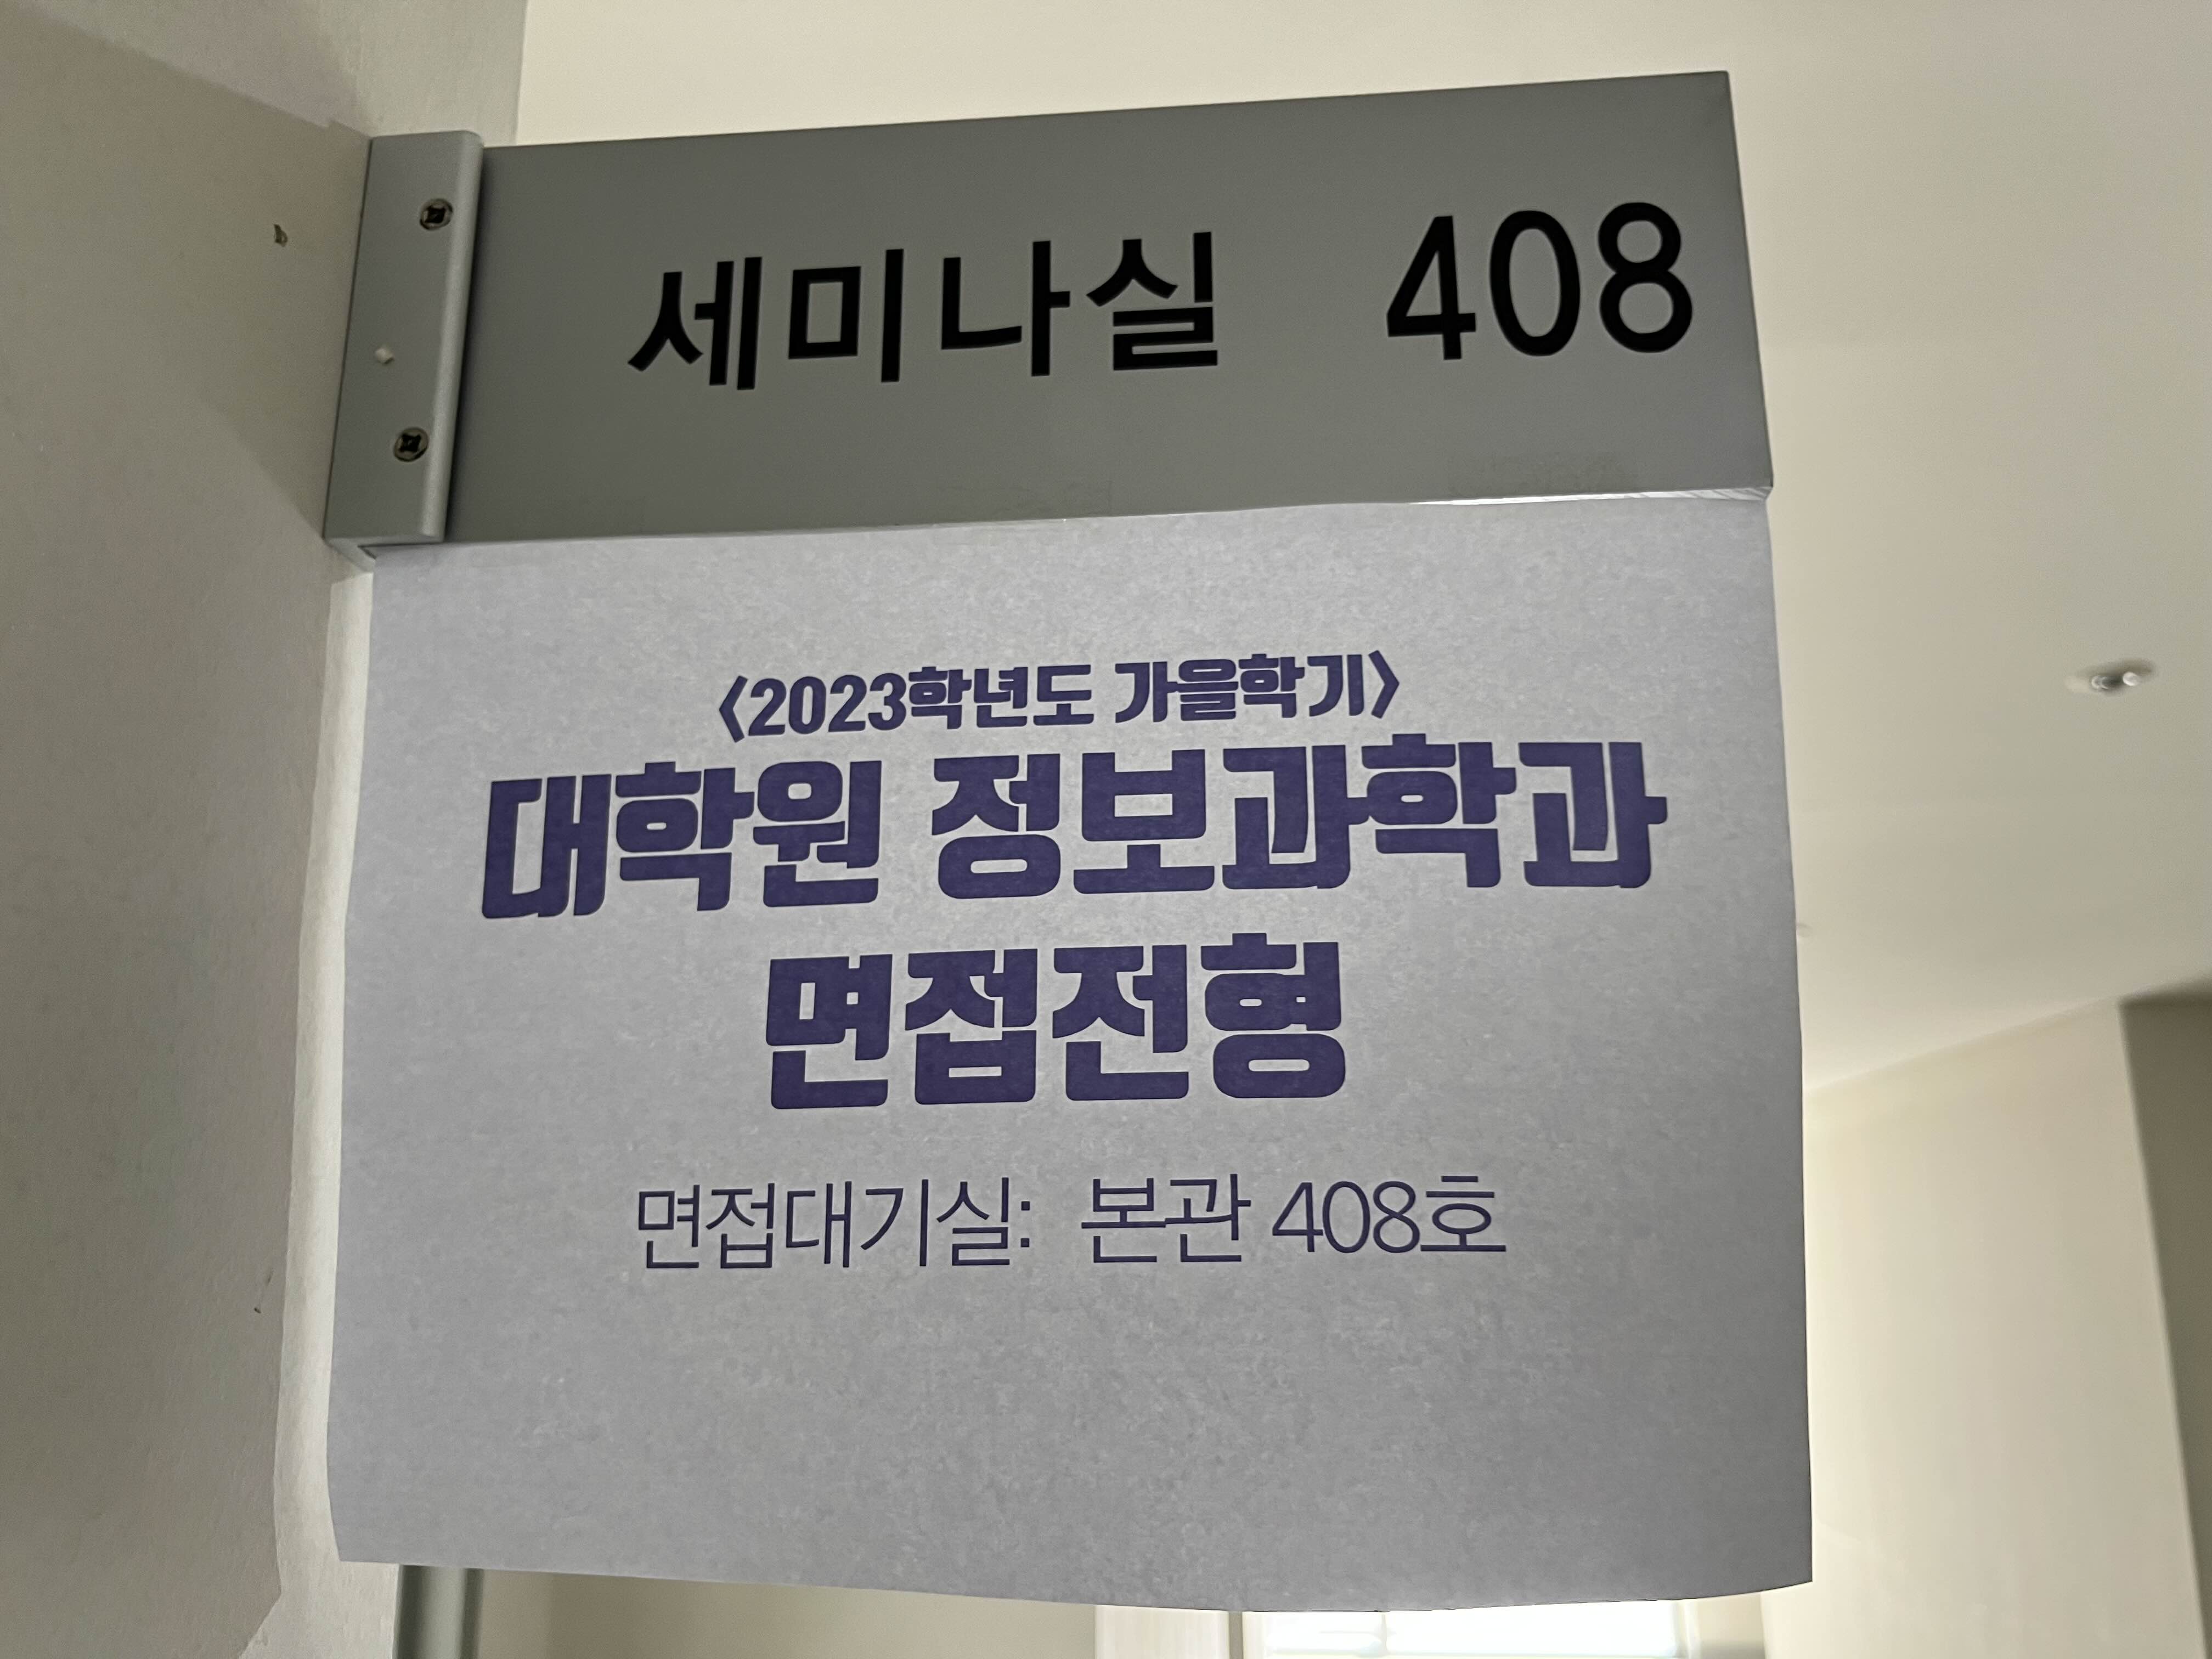 세미나실 408
<2023학년도 가을학기>
대학원 정보과학과
면접전형
면접대기실: 본관 408호